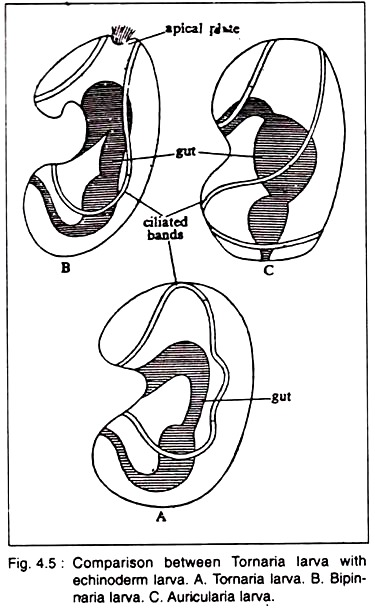 apical plate
gut
ciliated
bands
B
C
gut
A
Fig. 4.5 : Comparison between Tornaria larva with
echinoderm larva. A. Tornaria larva. B. Bipin-
naria larva. C. Auricularia larva.